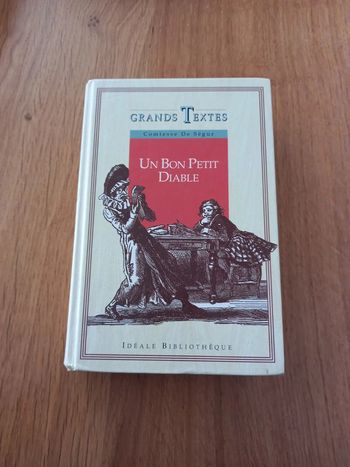 GRANDS TEXTES
Comtesse De Ségur
UN BON PETIT
DIABLE
IDÉALE BIBLIOTHÈQUE